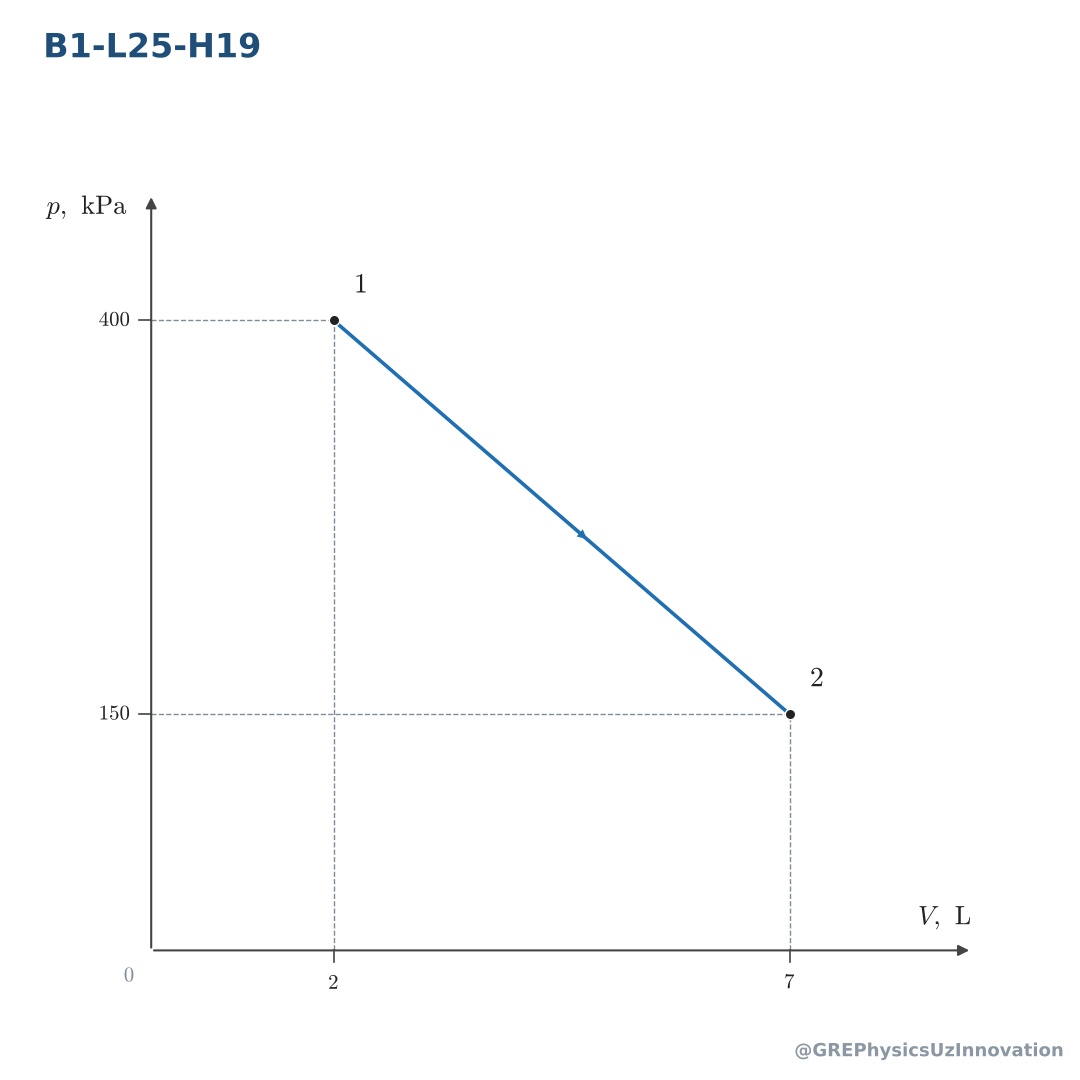 B1-L25-H19
p, kPa
1
400
2
150
V, L
0
2
7
@GREPhysicsUzInnovation